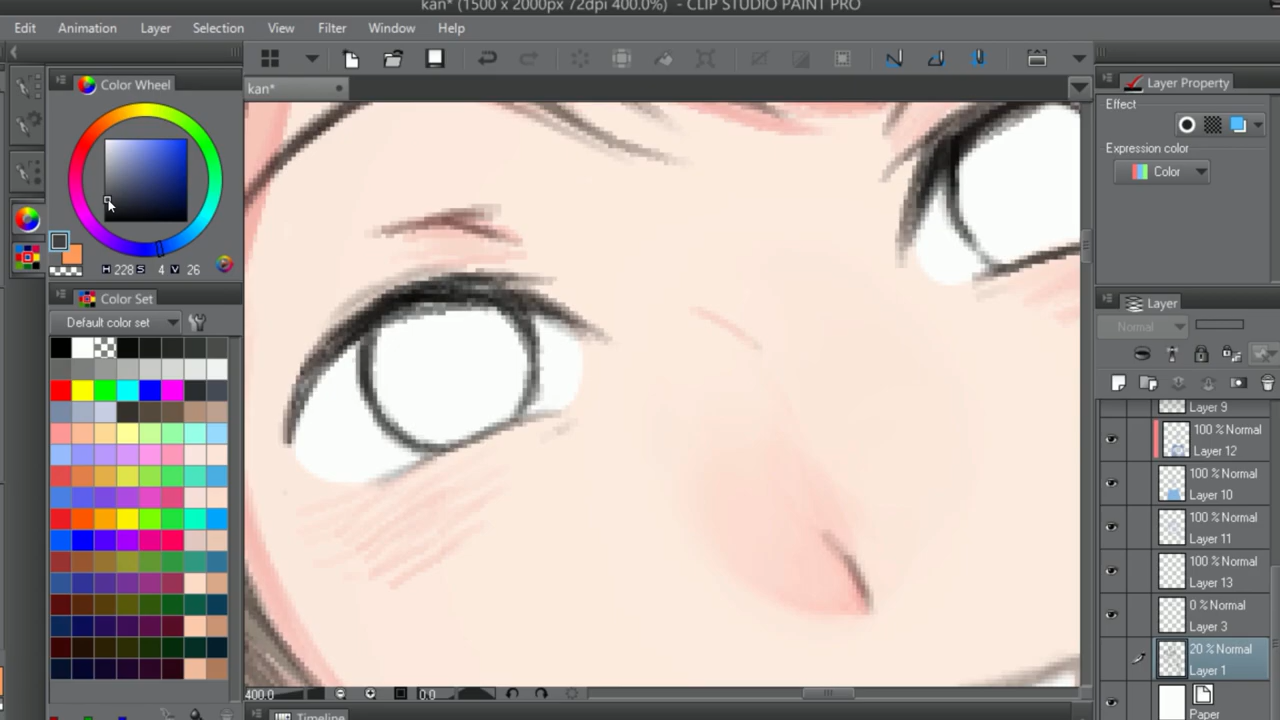 kan* (1500 x 2000px 72dpi 400.0%)  - CLIP STUDIO PAINT PRO
Edit Animation Layer Selection View Filter Window Help
Color Wheel
kan*
Layer Property
Effect
Expression color
Color
H 228 S 4 V 26
Color Set
Default color set
Layer
Normal
Layer 9
100 % Normal
Layer 12
100 % Normal
Layer 10
100 % Normal
Layer 11
100 % Normal
Layer 13
0 % Normal
Layer 3
20 % Normal
Layer 1
Paper
400.0
0.0
Timeline